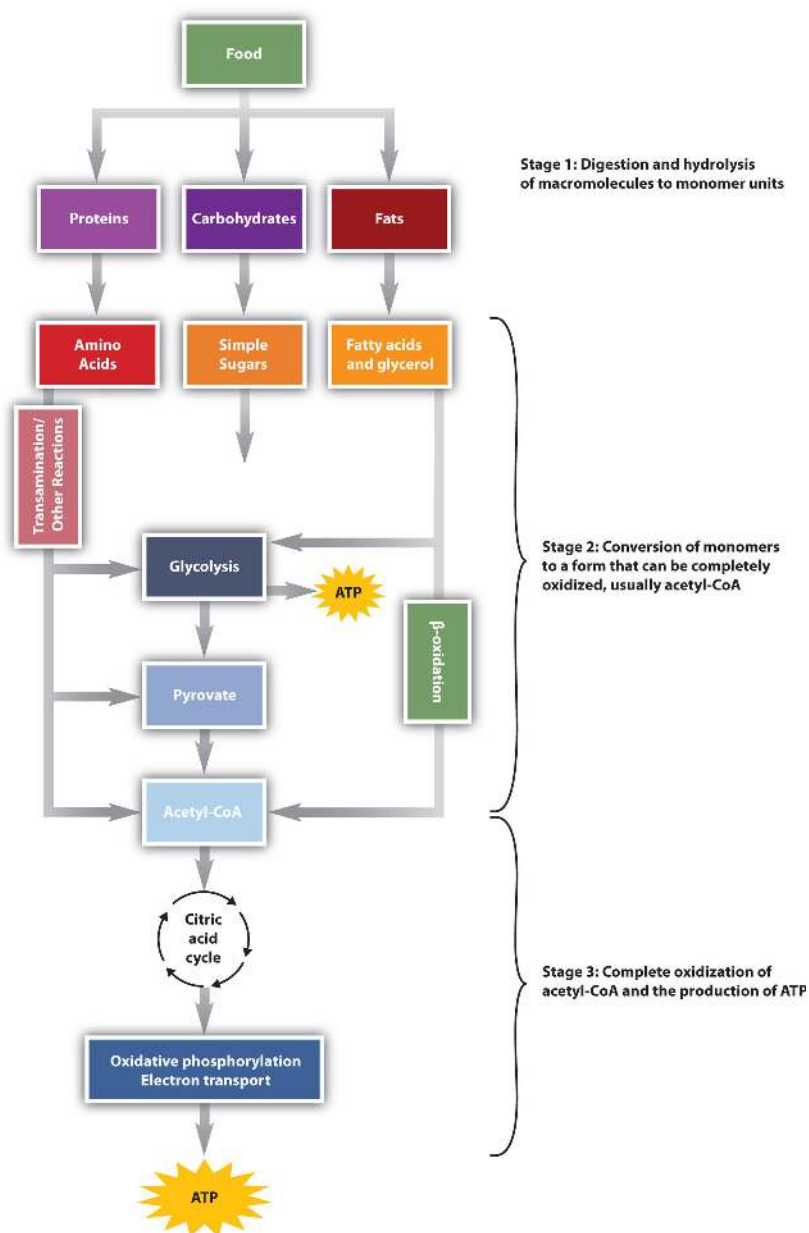 Food
Stage 1: Digestion and hydrolysis
of macromolecules to monomer units
Proteins
Carbohydrates
Fats
Amino
Acids
Simple
Sugars
Fatty acids
and glycerol
Transamination/
Other Reactions
Glycolysis
ATP
Stage 2: Conversion of monomers
to a form that can be completely
oxidized, usually acetyl-CoA
β-oxidation
Pyrovate
Acetyl-CoA
Citric
acid
cycle
Stage 3: Complete oxidization of
acetyl-CoA and the production of ATP
Oxidative phosphorylation
Electron transport
ATP